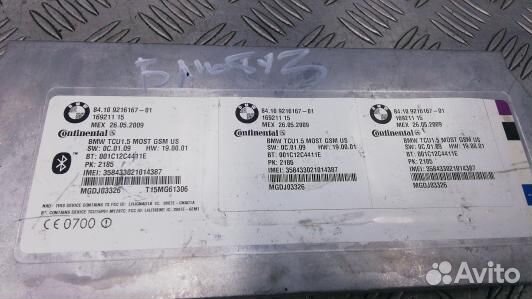 84.10 9216167-01
169211 15
MEX 26.05.2009
Continental
BMW TCU1.5 MOST GSM US
SW: 0C.01.09 HW: 19.00.01
BT: 001C12C4411E
PK: 2185 F
IMEI: 358433021014387
MGDJ03326 T15MG61306
CE0700
84.10 9216167-01
169211 15
MEX 26.05.2009
Continental
BMW TCU1.5 MOST GSM US
SW: 0C.01.09 HW: 19.00.01
BT: 001C12C4411E
PK: 2185
IMEI: 358433021014387
MGDJ03326
84.10 9216167-01
169211 15
MEX 26.05.2009
Continental
BMW TCU1.5 MOST GSM US
SW: 0C.01.09 HW: 19.00.01
BT: 001C12C4411E
PK: 2185
IMEI: 358433021014387
MGDJ03326
Avito